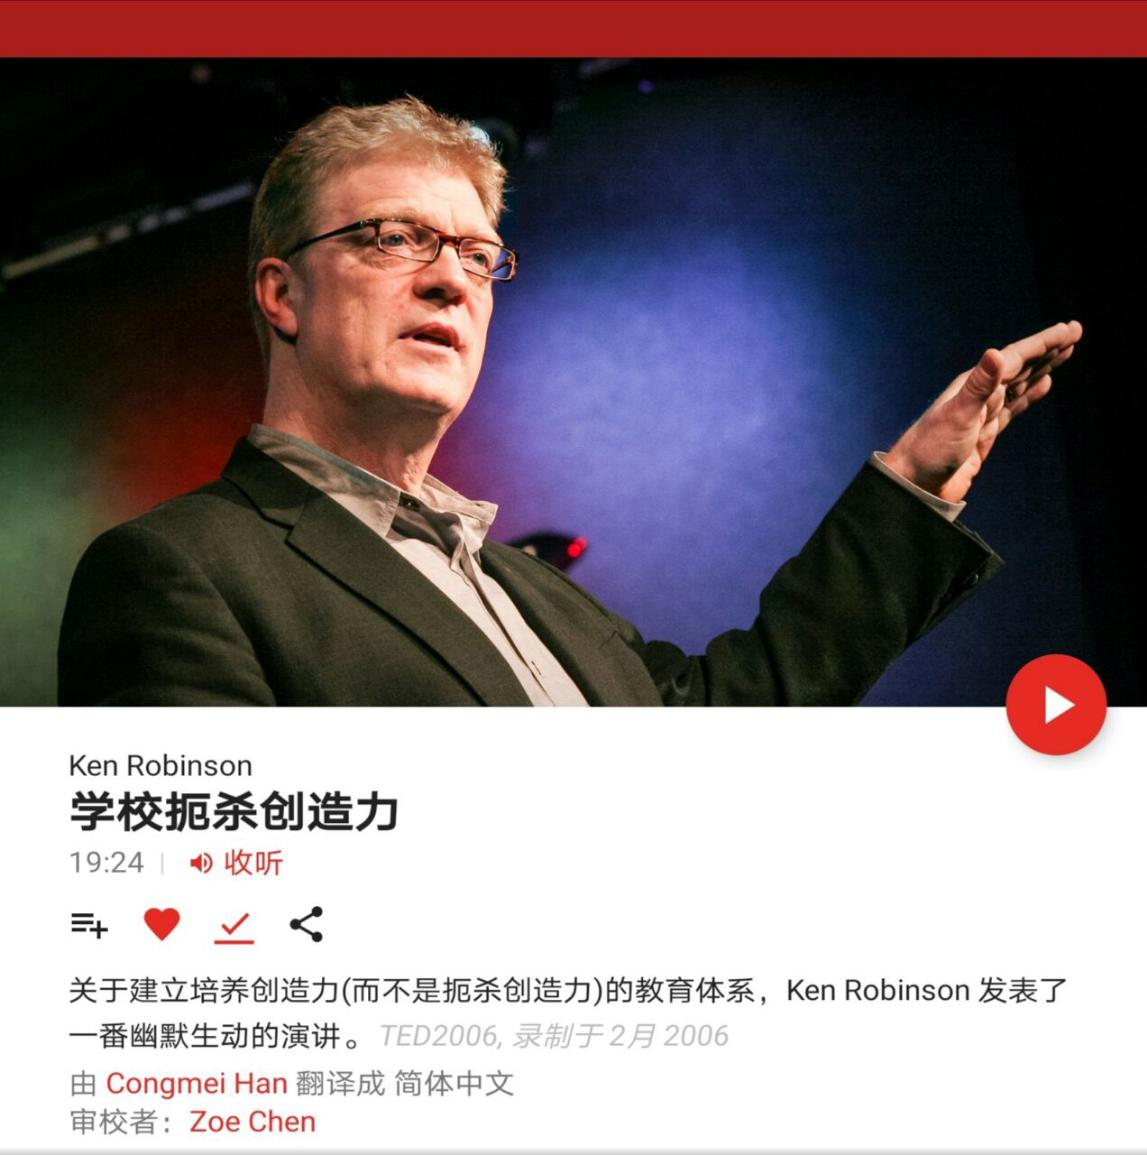 Ken Robinson
学校扼杀创造力
19:24 | 收听
关于建立培养创造力(而不是扼杀创造力)的教育体系，Ken Robinson 发表了
一番幽默生动的演讲。 TED2006, 录制于 2月 2006
由 Congmei Han 翻译成 简体中文
审校者： Zoe Chen